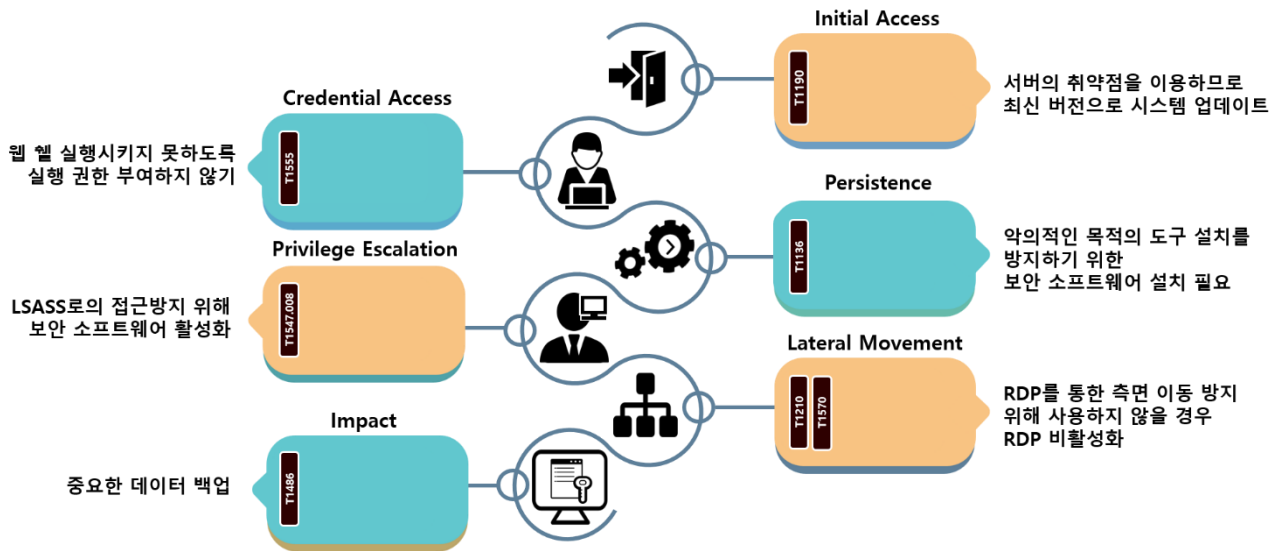 Initial Access
T1190
서버의 취약점을 이용하므로
최신 버전으로 시스템 업데이트
Credential Access
T1555
웹 쉘 실행시키지 못하도록
실행 권한 부여하지 않기
Persistence
T1136
악의적인 목적의 도구 설치를
방지하기 위한
보안 소프트웨어 설치 필요
Privilege Escalation
T1547.008
LSASS로의 접근방지 위해
보안 소프트웨어 활성화
Lateral Movement
T1210
T1570
RDP를 통한 측면 이동 방지
위해 사용하지 않을 경우
RDP 비활성화
Impact
T1486
중요한 데이터 백업